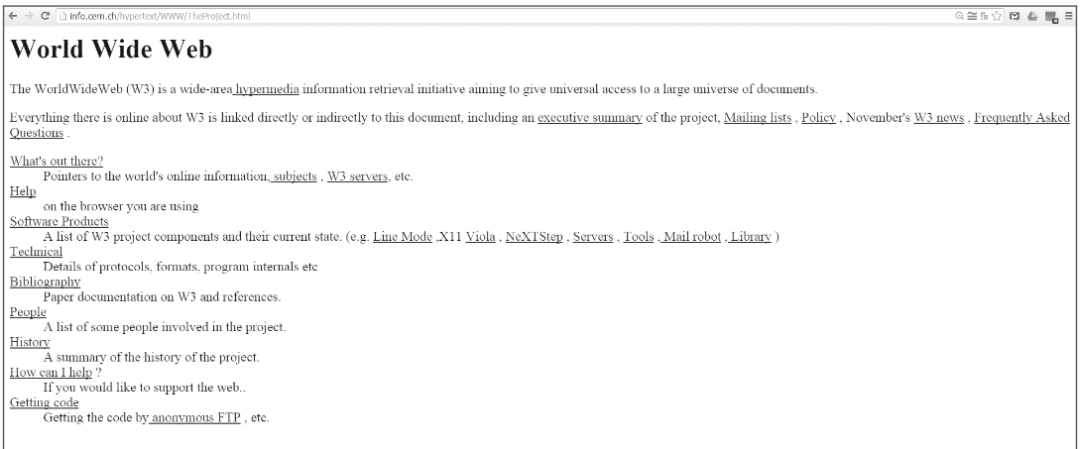 info.cern.ch/hypertext/WWW/TheProject.html
World Wide Web
The WorldWideWeb (W3) is a wide-area hypermedia information retrieval initiative aiming to give universal access to a large universe of documents.
Everything there is online about W3 is linked directly or indirectly to this document, including an executive summary of the project, Mailing lists , Policy , November's W3 news , Frequently Asked
Questions .
What's out there?
Pointers to the world's online information, subjects , W3 servers, etc.
Help
on the browser you are using
Software Products
A list of W3 project components and their current state. (e.g. Line Mode ,X11 Viola , NeXTStep , Servers , Tools , Mail robot , Library )
Technical
Details of protocols, formats, program internals etc
Bibliography
Paper documentation on W3 and references.
People
A list of some people involved in the project.
History
A summary of the history of the project.
How can I help ?
If you would like to support the web..
Getting code
Getting the code by anonymous FTP , etc.